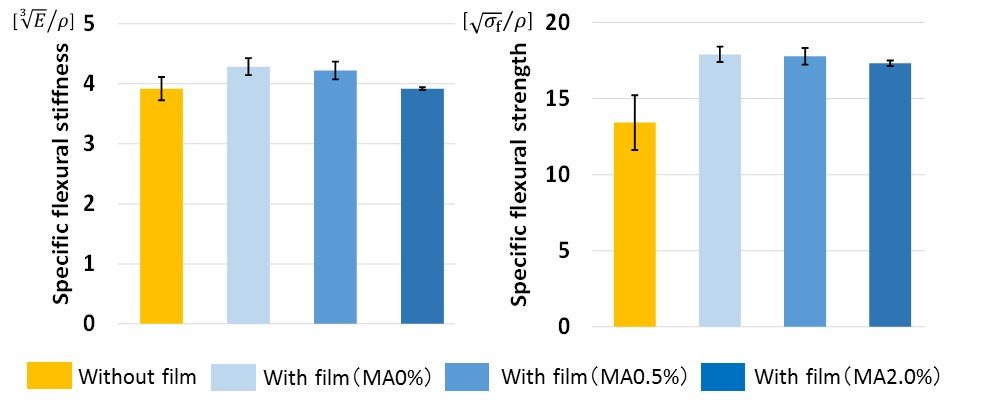 [∛E/ρ]
Specific flexural stiffness
5
4
3
2
1
0
[√σf/ρ]
Specific flexural strength
20
15
10
5
0
Without film
With film(MA0%)
With film(MA0.5%)
With film(MA2.0%)